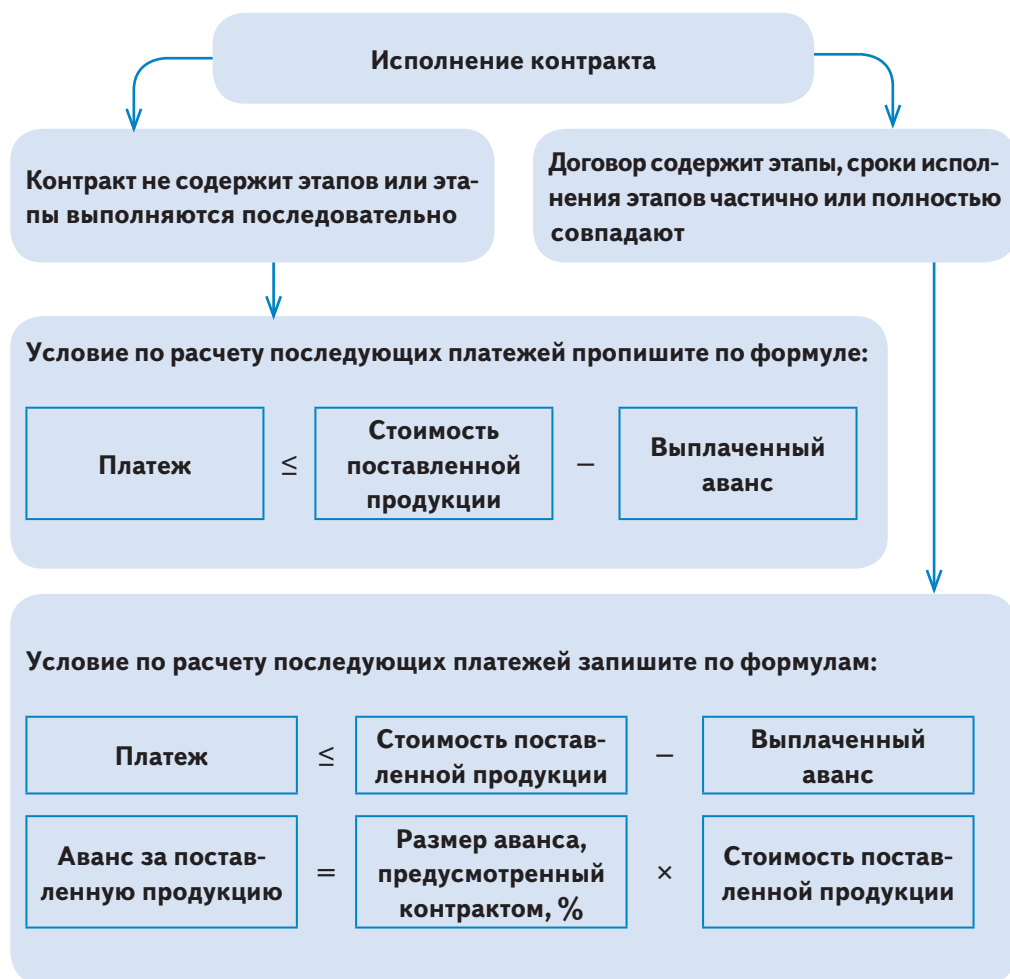 Исполнение контракта
Контракт не содержит этапов или эта-
пы выполняются последовательно
Договор содержит этапы, сроки испол-
нения этапов частично или полностью
совпадают
Условие по расчету последующих платежей пропишите по формуле:
Платеж
≤
Стоимость
поставленной
продукции
–
Выплаченный
аванс
Условие по расчету последующих платежей запишите по формулам:
Платеж
≤
Стоимость постав-
ленной продукции
–
Выплаченный
аванс
Аванс за постав-
ленную продукцию
=
Размер аванса,
предусмотренный
контрактом, %
×
Стоимость постав-
ленной продукции